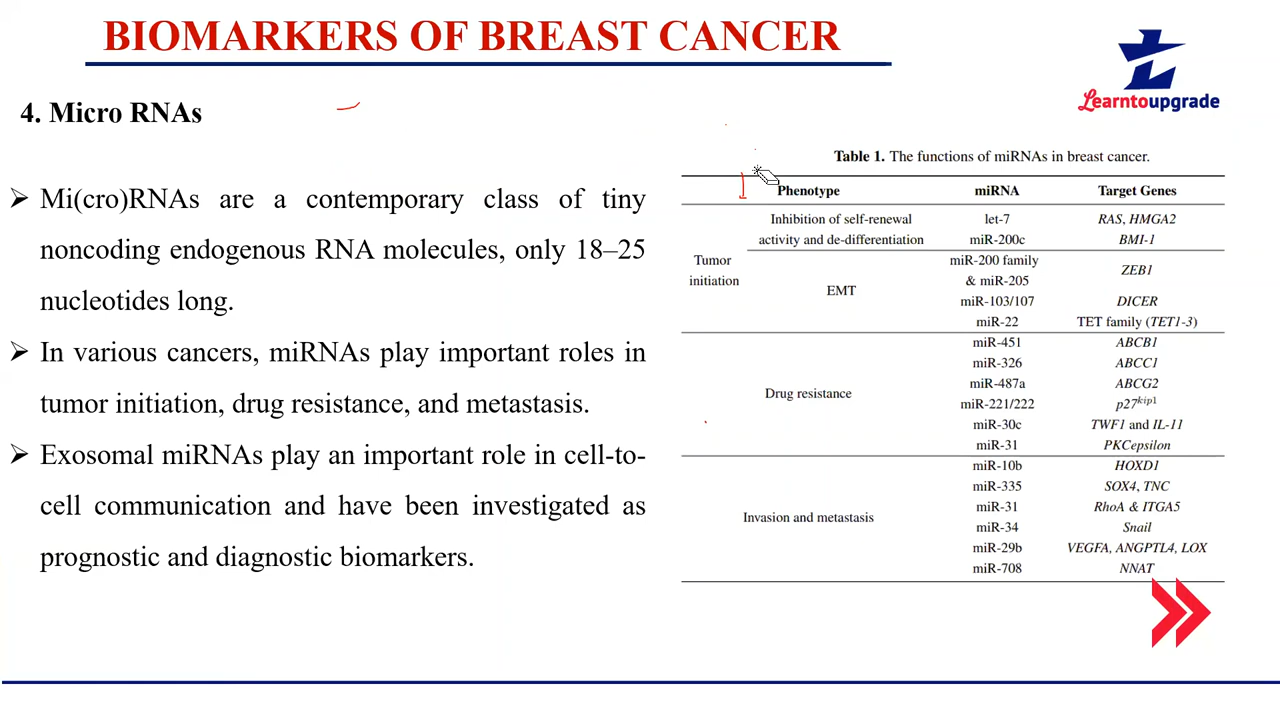 BIOMARKERS OF BREAST CANCER
Learntoupgrade
4. Micro RNAs
➢ Mi(cro)RNAs are a contemporary class of tiny
noncoding endogenous RNA molecules, only 18–25
nucleotides long.
➢ In various cancers, miRNAs play important roles in
tumor initiation, drug resistance, and metastasis.
➢ Exosomal miRNAs play an important role in cell-to-
cell communication and have been investigated as
prognostic and diagnostic biomarkers.
Table 1. The functions of miRNAs in breast cancer.
Phenotype miRNA Target Genes
Tumor
initiation
Inhibition of self-renewal let-7 RAS, HMGA2
activity and de-differentiation miR-200c BMI-1
EMT
miR-200 family
& miR-205 ZEB1
miR-103/107 DICER
miR-22 TET family (TET1-3)
Drug resistance
miR-451 ABCB1
miR-326 ABCC1
miR-487a ABCG2
miR-221/222 p27^kip1
miR-30c TWF1 and IL-11
miR-31 PKCepsilon
Invasion and metastasis
miR-10b HOXD1
miR-335 SOX4, TNC
miR-31 RhoA & ITGA5
miR-34 Snail
miR-29b VEGFA, ANGPTL4, LOX
miR-708 NNAT